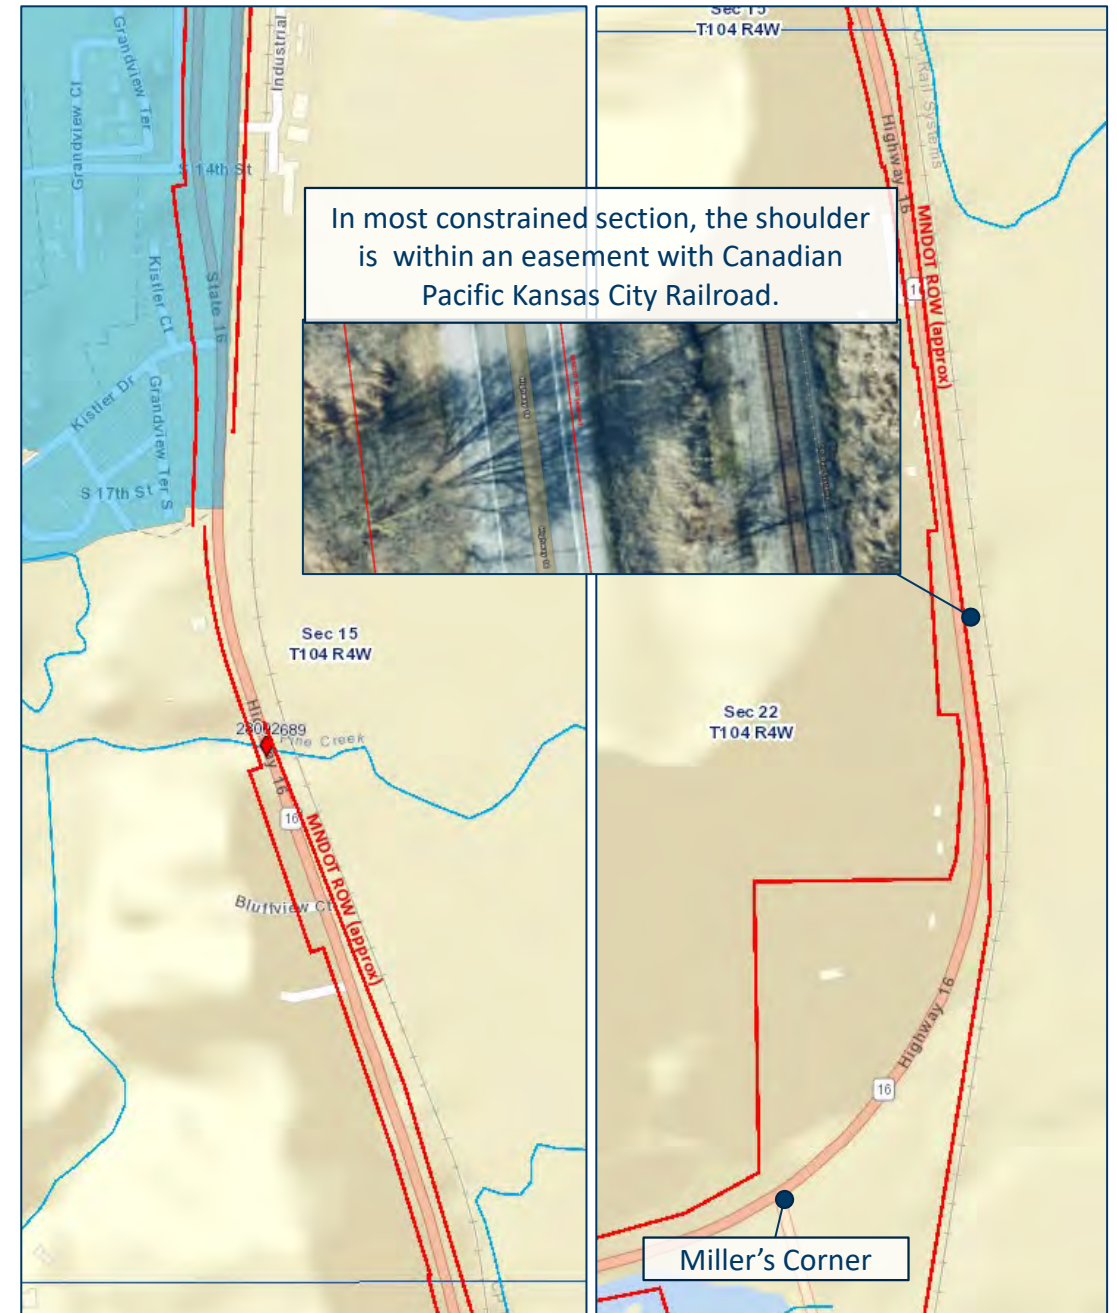 Grandview Ct
Grandview Ter
Industrial
S 14th St
State 16
Kistler Ct
Kistler Dr
Grandview Ter S
S 17th St
Sec 15
T104 R4W
Highway 16
Pine Creek
16
MNDOT ROW (approx)
Bluffview Ct
CP
Sec 15
T104 R4W
CP Rail Systems
Highway 16
MNDOT ROW (approx)
In most constrained section, the shoulder
is within an easement with Canadian
Pacific Kansas City Railroad.
Sec 22
T104 R4W
Highway 16
16
Miller's Corner